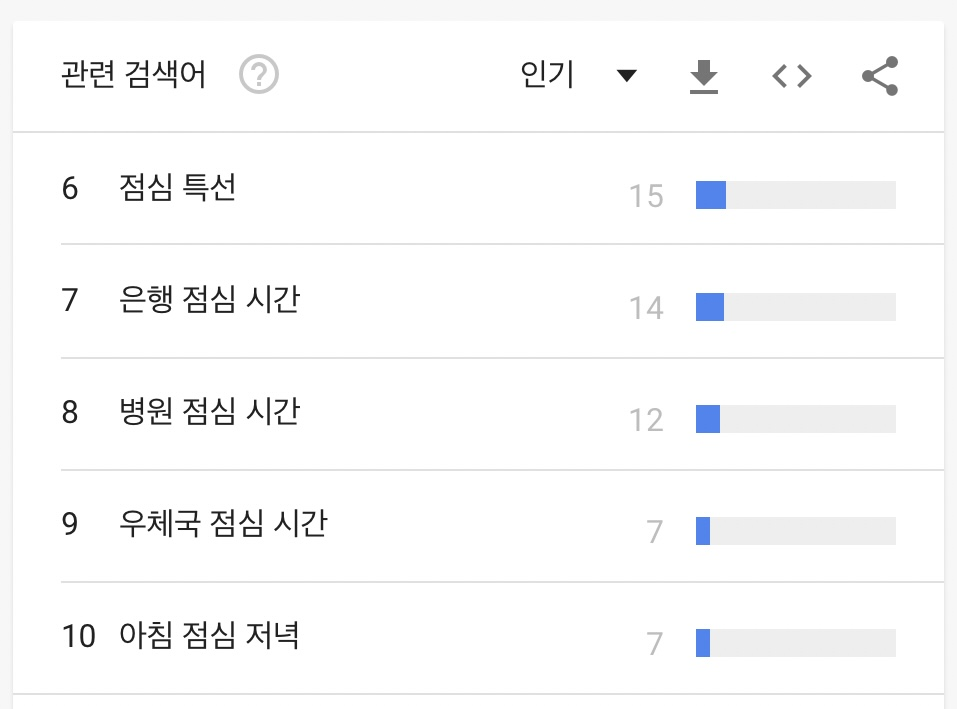 관련 검색어 ? 인기
6 점심 특선 15
7 은행 점심 시간 14
8 병원 점심 시간 12
9 우체국 점심 시간 7
10 아침 점심 저녁 7